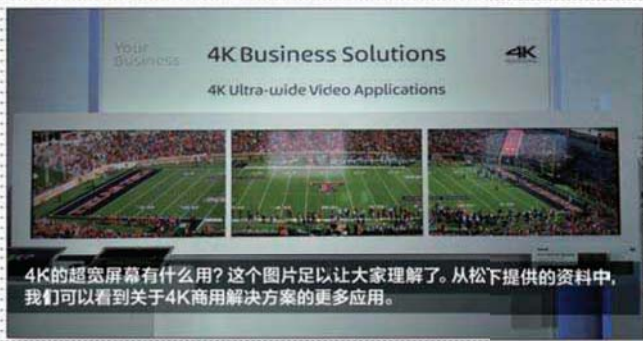 Your
Business
4K Business Solutions
4K
4K Ultra-wide Video Applications
4K的超宽屏幕有什么用？这个图片足以让大家理解了。从松下提供的资料中，
我们可以看到关于4K商用解决方案的更多应用。